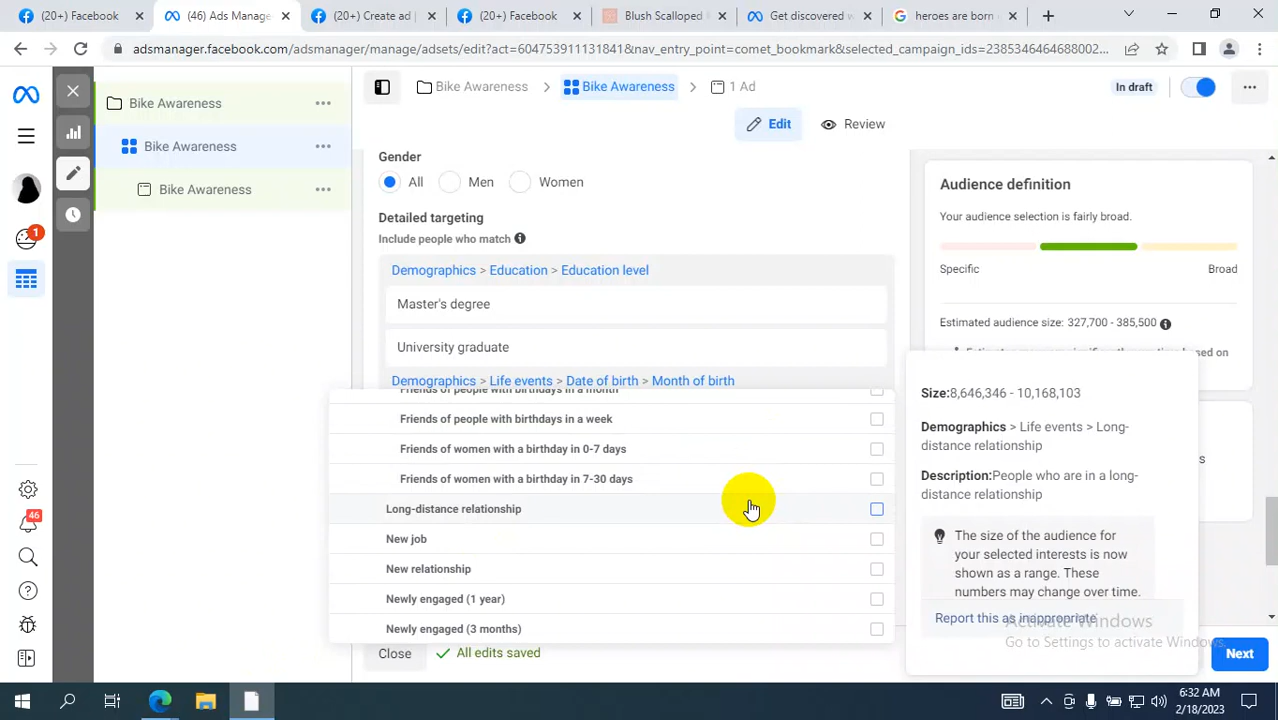 (20+) Facebook
(46) Ads Manage
(20+) Create ad
(20+) Facebook
Blush Scalloped
Get discovered
heroes are born
adsmanager.facebook.com/adsmanager/manage/adsets/edit?act=604753911131841&nav_entry_point=comet_bookmark&selected_campaign_ids=2385346464688002...
Bike Awareness
Bike Awareness
Bike Awareness
Bike Awareness > Bike Awareness > 1 Ad
In draft
Edit
Review
Gender
All
Men
Women
Detailed targeting
Include people who match
Demographics > Education > Education level
Master's degree
University graduate
Demographics > Life events > Date of birth > Month of birth
Friends of people with birthdays in a month
Friends of people with birthdays in a week
Friends of women with a birthday in 0-7 days
Friends of women with a birthday in 7-30 days
Long-distance relationship
New job
New relationship
Newly engaged (1 year)
Newly engaged (3 months)
Close
All edits saved
Audience definition
Your audience selection is fairly broad.
Specific
Broad
Estimated audience size: 327,700 - 385,500
Size:8,646,346 - 10,168,103
Demographics > Life events > Long-
distance relationship
Description:People who are in a long-
distance relationship
The size of the audience for
your selected interests is now
shown as a range. These
numbers may change over time.
Report this as inappropriate
Activate Windows
Go to Settings to activate Windows.
Next
1
46
6:32 AM
2/18/2023